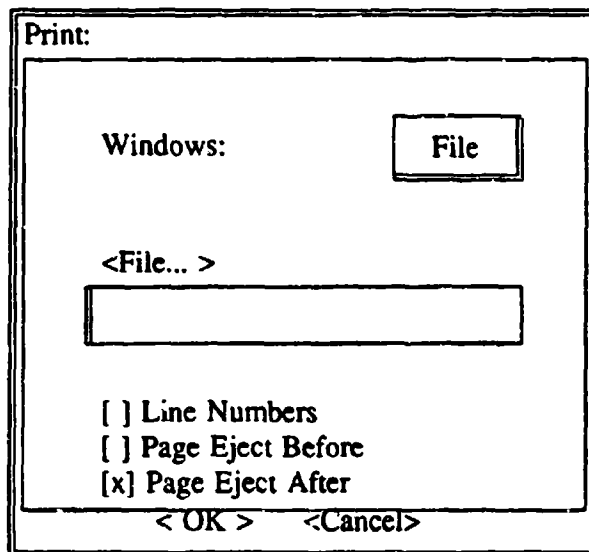 Print:
Windows: File
<File... >
[ ] Line Numbers
[ ] Page Eject Before
[x] Page Eject After
< OK > <Cancel>